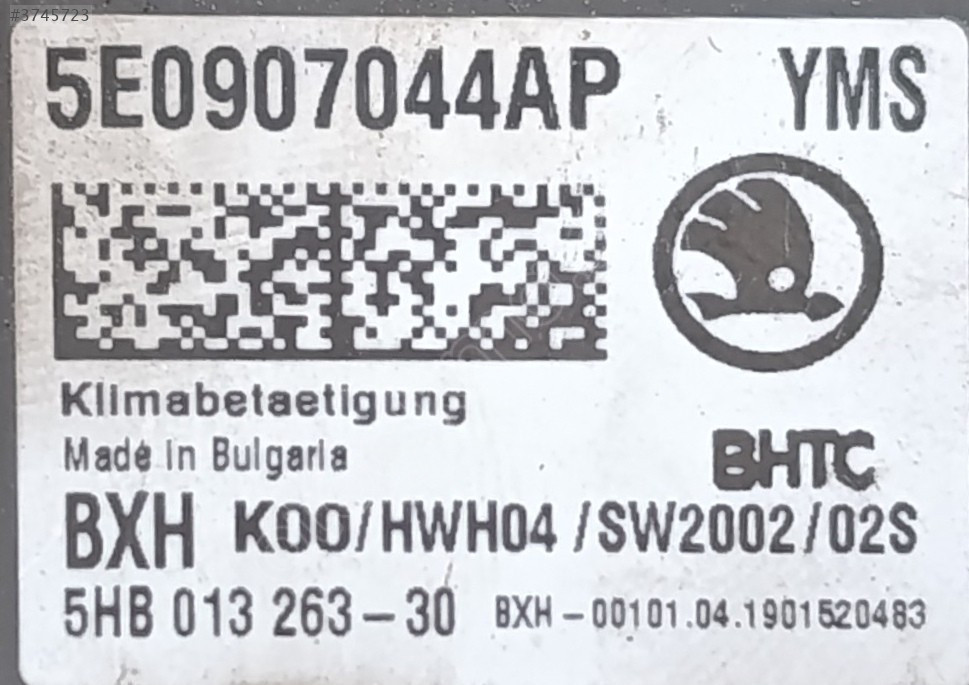 #3745723
5E0907044AP YMS
Klimabetaetigung
Made in Bulgaria
BHTC
BXH K00/HWH04/SW2002/02S
5HB 013 263-30 BXH-00101.04.1901520483